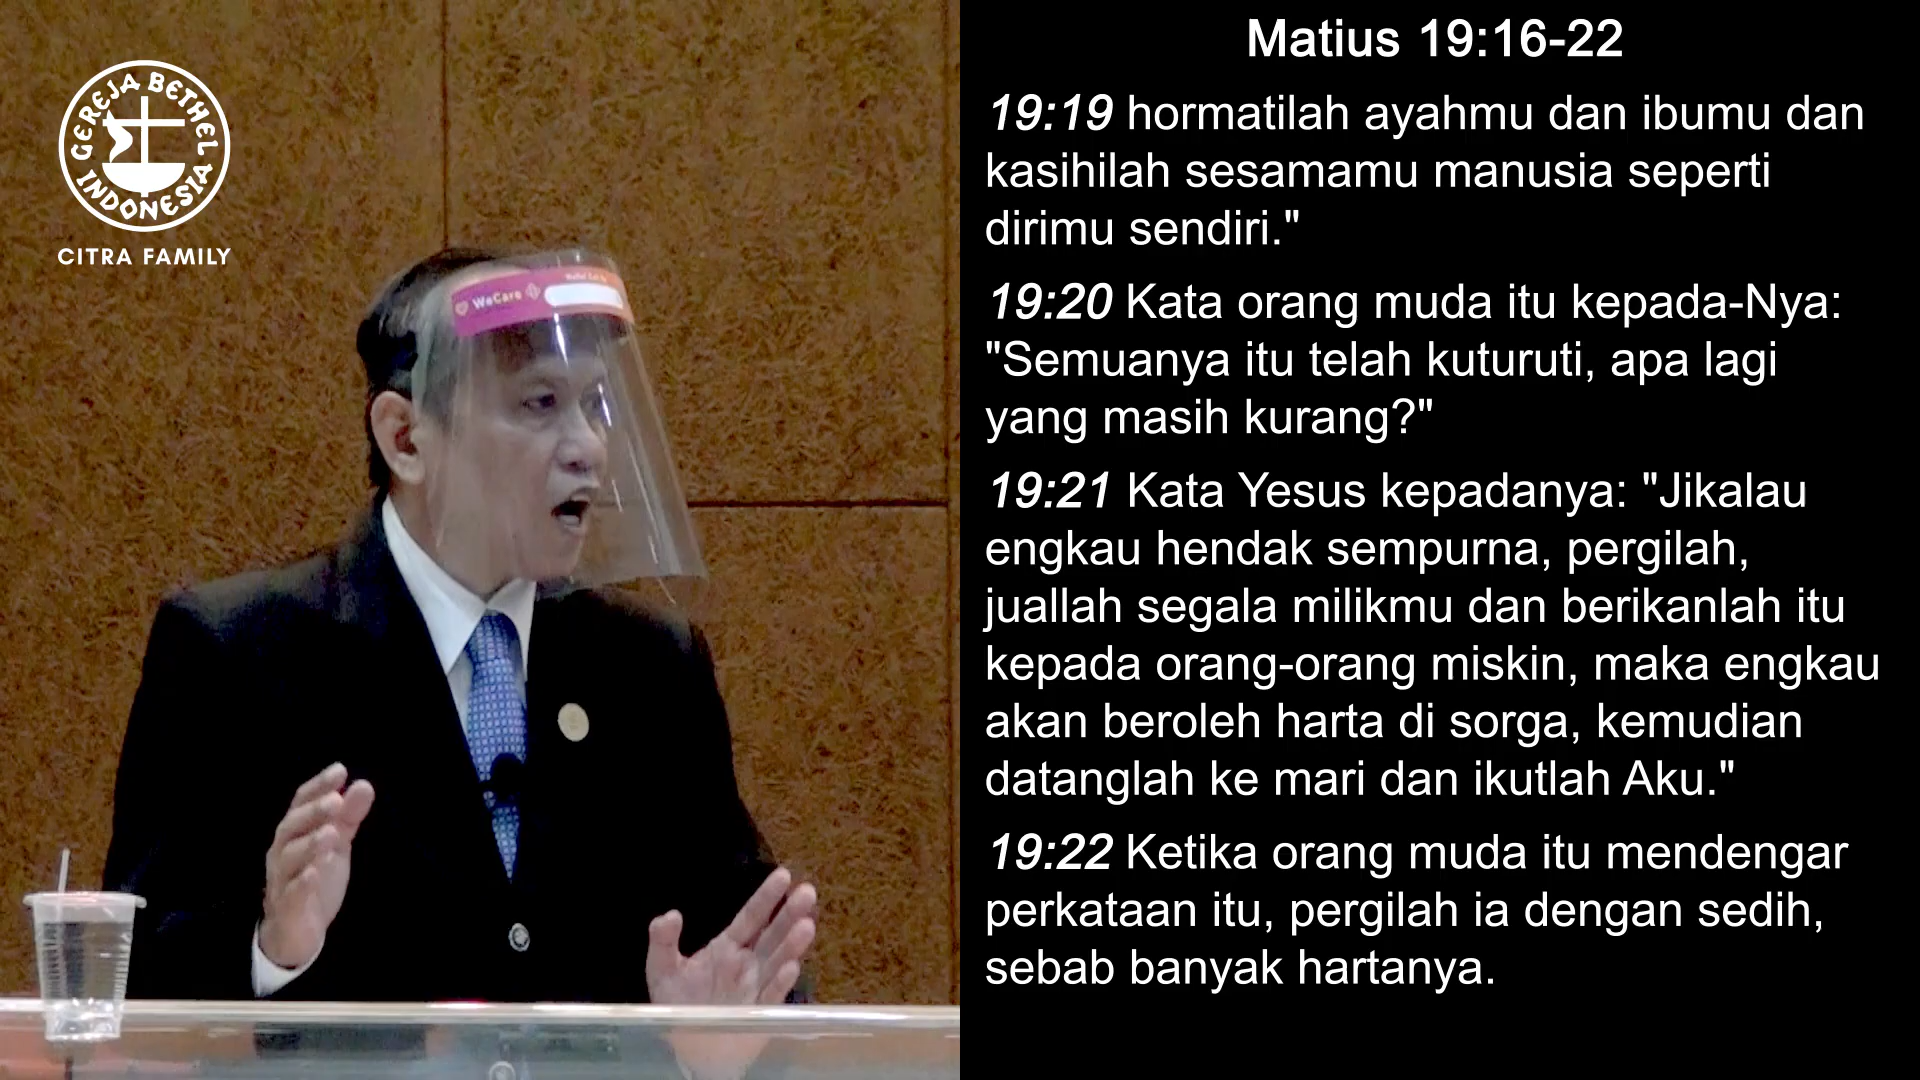 GEREJA BETHEL
INDONESIA
CITRA FAMILY
WeCare
Matius 19:16-22
19:19 hormatilah ayahmu dan ibumu dan
kasihilah sesamamu manusia seperti
dirimu sendiri."
19:20 Kata orang muda itu kepada-Nya:
"Semuanya itu telah kuturuti, apa lagi
yang masih kurang?"
19:21 Kata Yesus kepadanya: "Jikalau
engkau hendak sempurna, pergilah,
juallah segala milikmu dan berikanlah itu
kepada orang-orang miskin, maka engkau
akan beroleh harta di sorga, kemudian
datanglah ke mari dan ikutlah Aku."
19:22 Ketika orang muda itu mendengar
perkataan itu, pergilah ia dengan sedih,
sebab banyak hartanya.